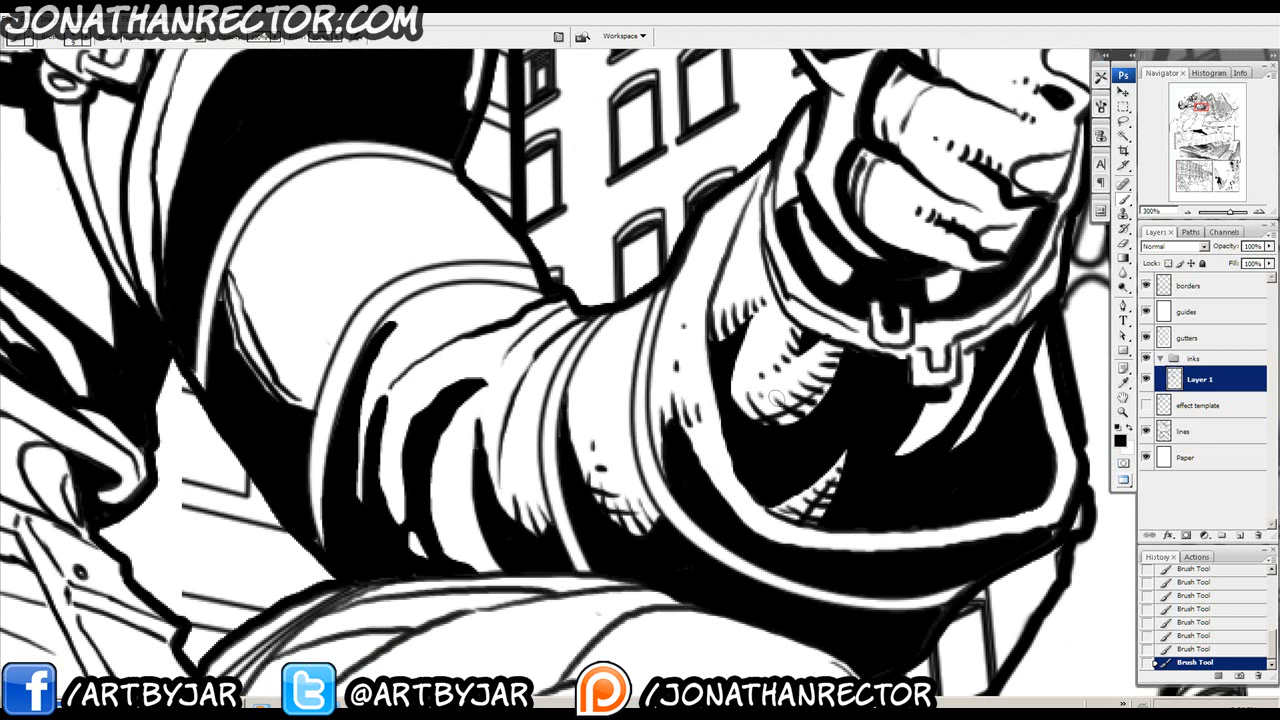 JONATHANRECTOR.COM
Workspace
Ps
Navigator × Histogram Info
300%
Layers × Paths Channels
Normal Opacity: 100%
Lock: Fill: 100%
borders
guides
gutters
inks
Layer 1
effect template
lines
Paper
History × Actions
Brush Tool
Brush Tool
Brush Tool
Brush Tool
Brush Tool
Brush Tool
Brush Tool
Brush Tool
/ARTBYJAR @ARTBYJAR /JONATHANRECTOR